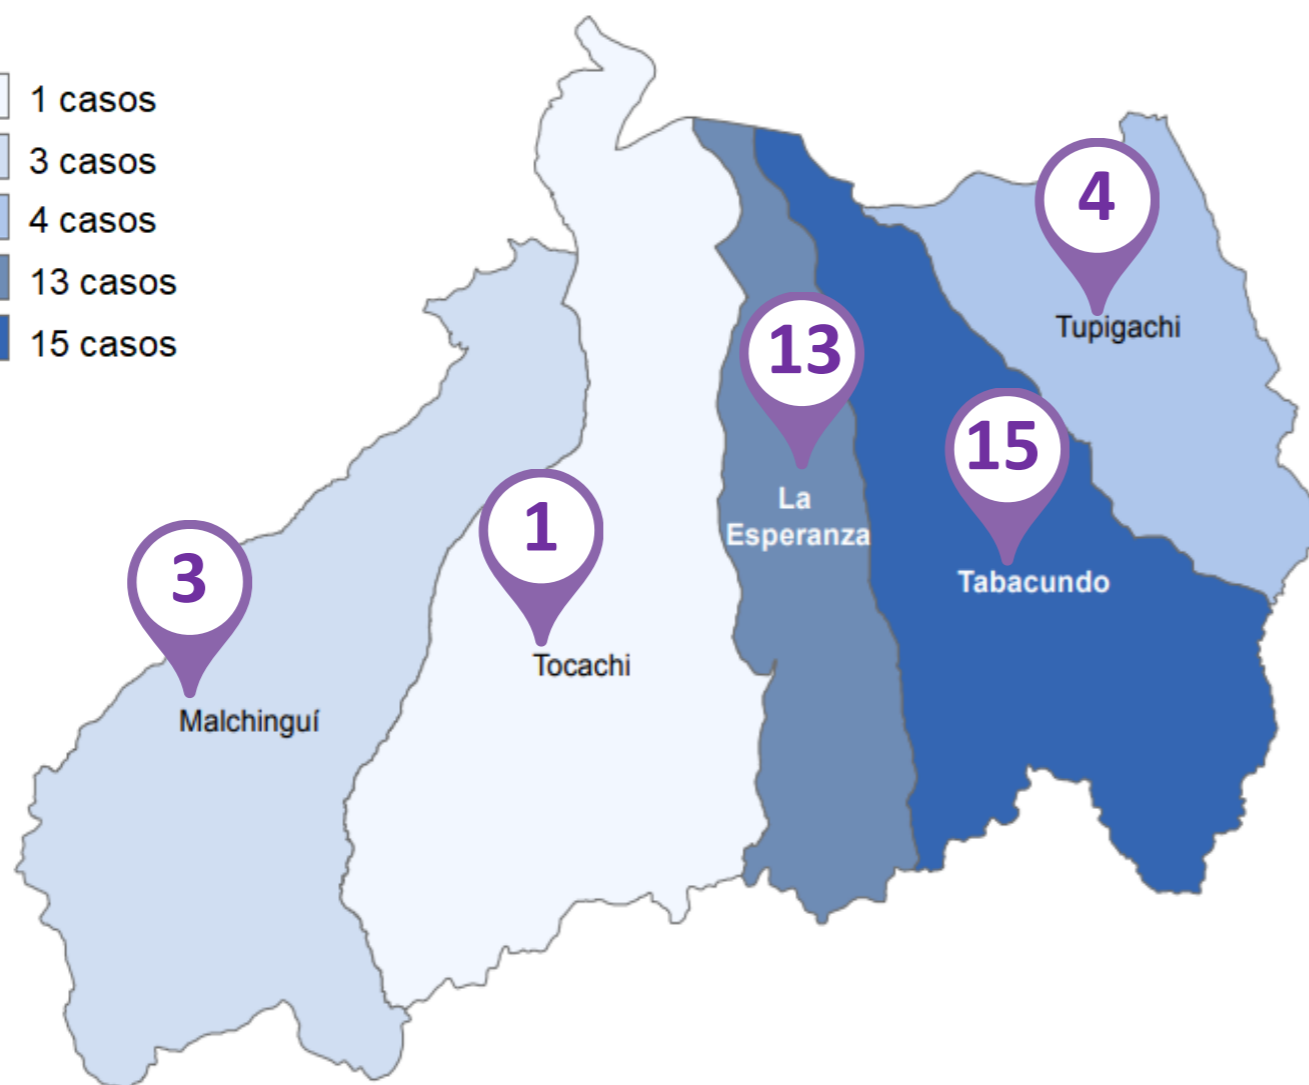 1 casos
3 casos
4 casos
13 casos
15 casos
4
Tupigachi
13
La
Esperanza
15
Tabacundo
1
Tocachi
3
Malchinguí